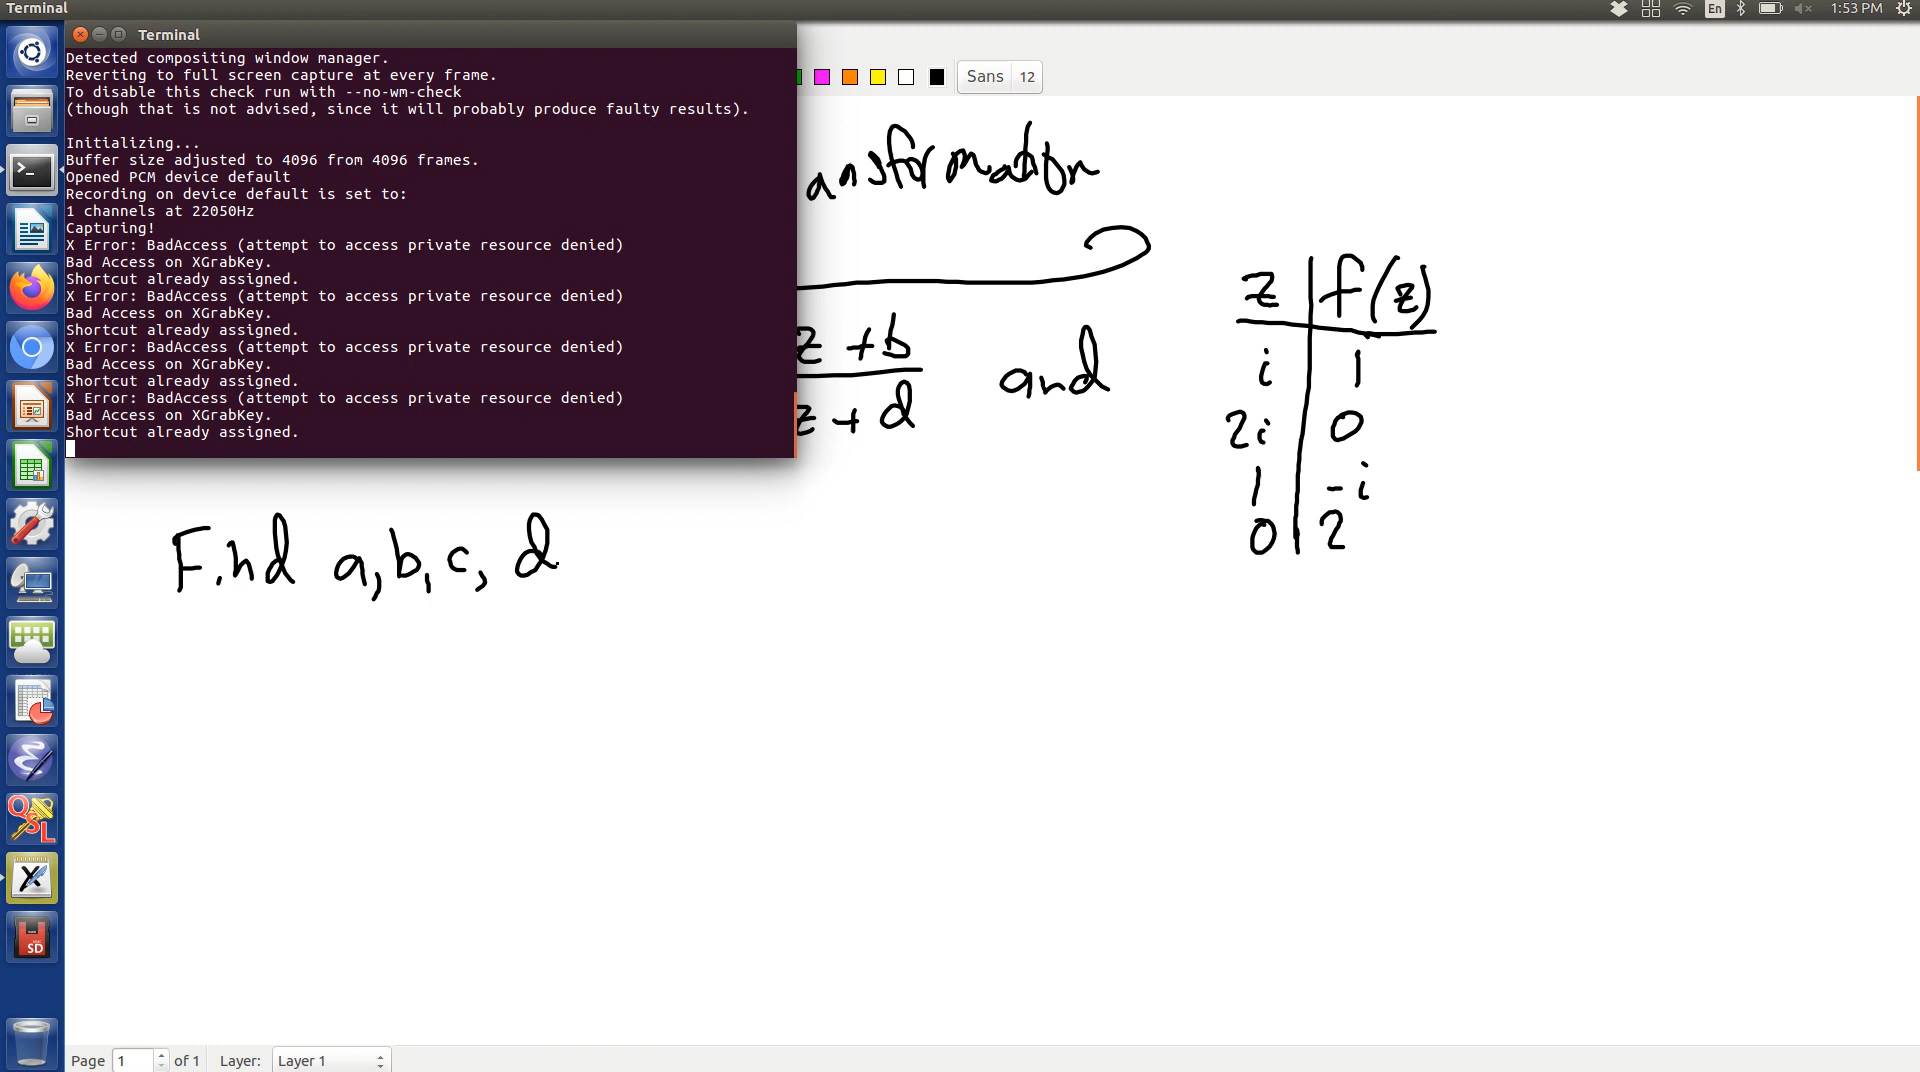 Terminal
En
1:53 PM
Terminal
Detected compositing window manager.
Reverting to full screen capture at every frame.
To disable this check run with --no-wm-check
(though that is not advised, since it will probably produce faulty results).
Initializing...
Buffer size adjusted to 4096 from 4096 frames.
Opened PCM device default
Recording on device default is set to:
1 channels at 22050Hz
Capturing!
X Error: BadAccess (attempt to access private resource denied)
Bad Access on XGrabKey.
Shortcut already assigned.
X Error: BadAccess (attempt to access private resource denied)
Bad Access on XGrabKey.
Shortcut already assigned.
X Error: BadAccess (attempt to access private resource denied)
Bad Access on XGrabKey.
Shortcut already assigned.
X Error: BadAccess (attempt to access private resource denied)
Bad Access on XGrabKey.
Shortcut already assigned.
Sans 12
ansformation
z + b
z + d
and
z f(z)
i 1
2i 0
1 -i
0 2
Find a, b, c, d
QSL
SD
Page 1 of 1 Layer: Layer 1